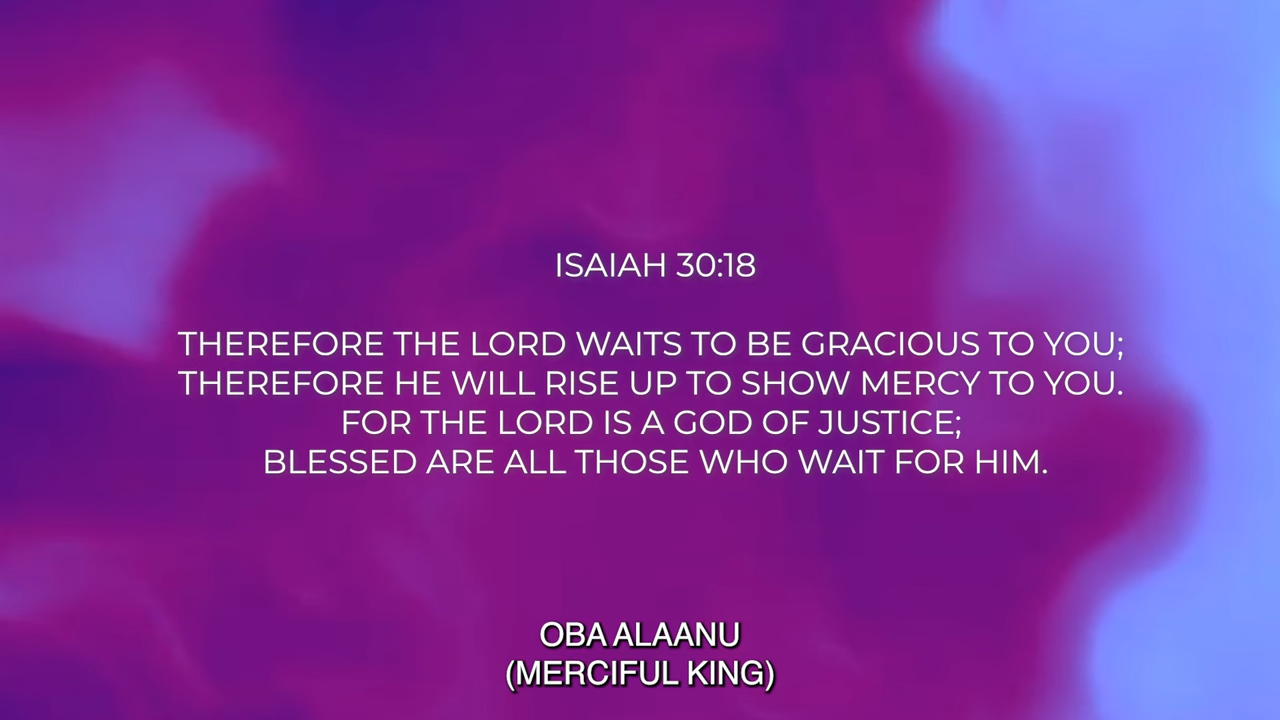 ISAIAH 30:18
THEREFORE THE LORD WAITS TO BE GRACIOUS TO YOU;
THEREFORE HE WILL RISE UP TO SHOW MERCY TO YOU.
FOR THE LORD IS A GOD OF JUSTICE;
BLESSED ARE ALL THOSE WHO WAIT FOR HIM.
OBA ALAANU
(MERCIFUL KING)